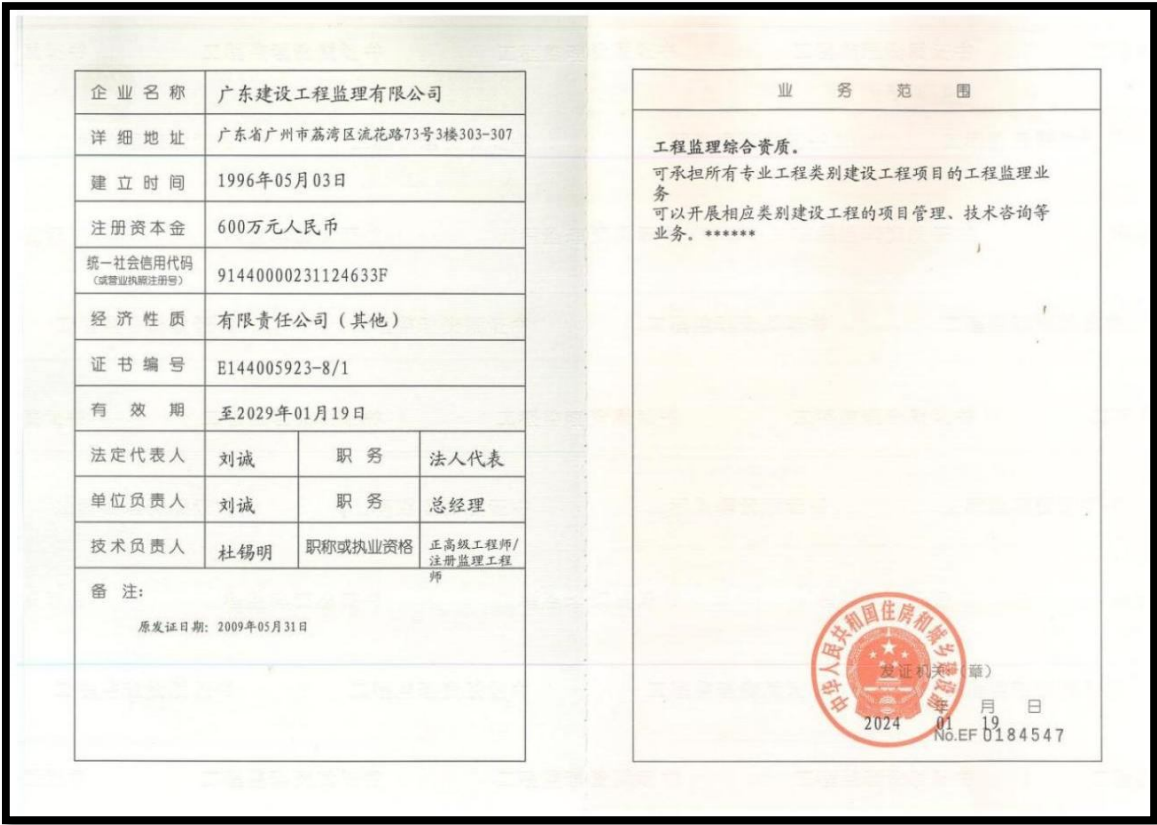 企业名称 广东建设工程监理有限公司
详细地址 广东省广州市荔湾区流花路73号3楼303-307
建立时间 1996年05月03日
注册资本金 600万元人民币
统一社会信用代码
（或营业执照注册号） 91440000231124633F
经济性质 有限责任公司（其他）
证书编号 E144005923-8/1
有效期 至2029年01月19日
法定代表人 刘诚 职务 法人代表
单位负责人 刘诚 职务 总经理
技术负责人 杜锡明 职称或执业资格 正高级工程师/
注册监理工程
师
备注：
原发证日期：2009年05月31日
业务范围
工程监理综合资质。
可承担所有专业工程类别建设工程项目的工程监理业
务
可以开展相应类别建设工程的项目管理、技术咨询等
业务。******
中华人民共和国住房和城乡建设部
发证机关（章）
年 月 日
2024 01 19
No.EF 0184547